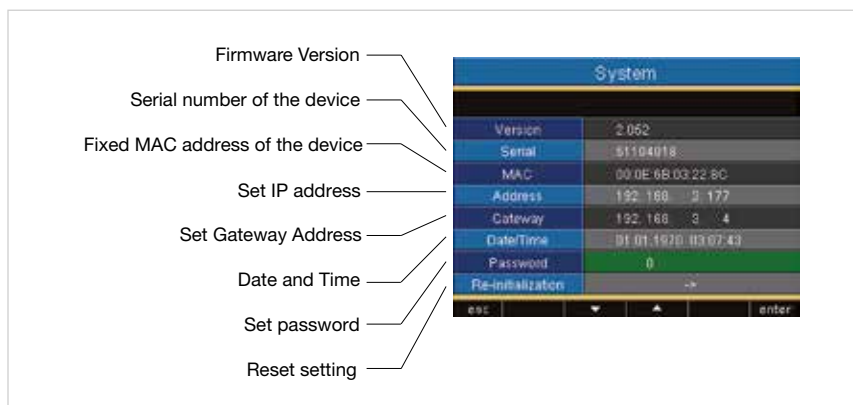 Firmware Version
Serial number of the device
Fixed MAC address of the device
Set IP address
Set Gateway Address
Date and Time
Set password
Reset setting
System
Version 2.052
Serial 51104018
MAC 00:0E:6B:03:22:8C
Address 192. 168. 3. 177
Gateway 192. 168. 3. 4
Date/Time 01.01.1970 03:07:43
Password 0
Re-initialization ->
esc ▼ ▲ enter